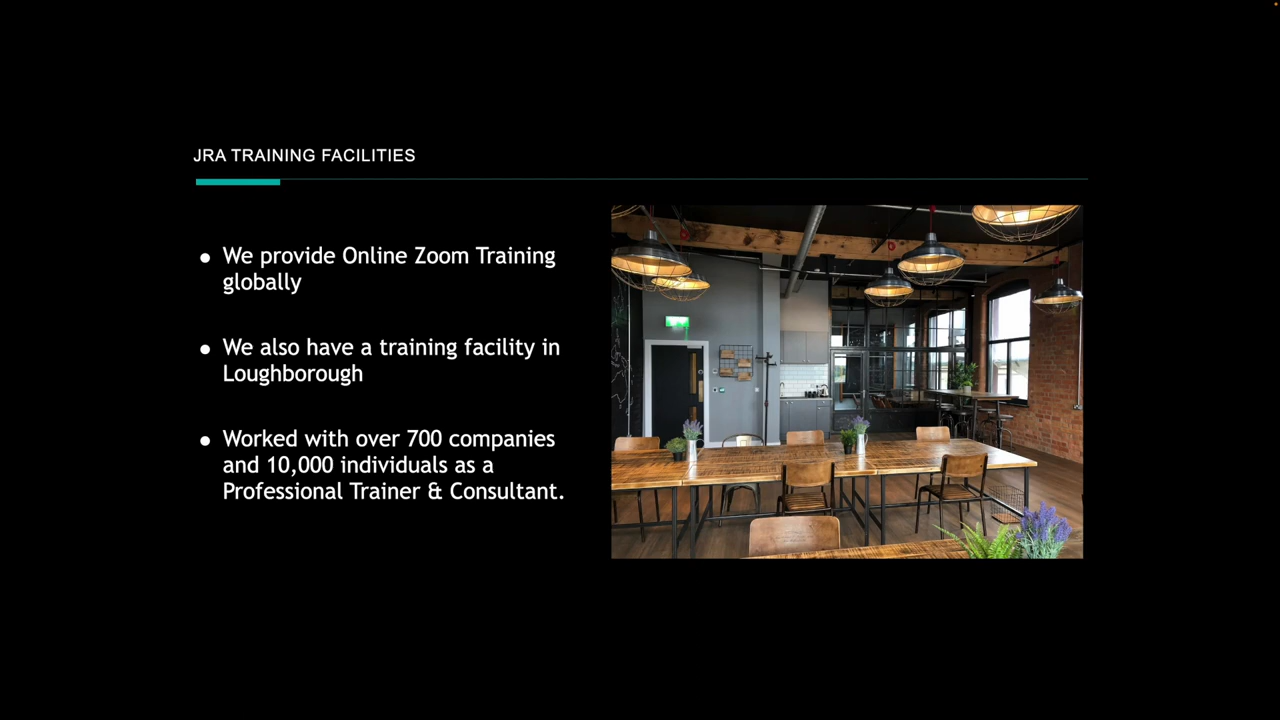 JRA TRAINING FACILITIES
● We provide Online Zoom Training
globally
● We also have a training facility in
Loughborough
● Worked with over 700 companies
and 10,000 individuals as a
Professional Trainer & Consultant.